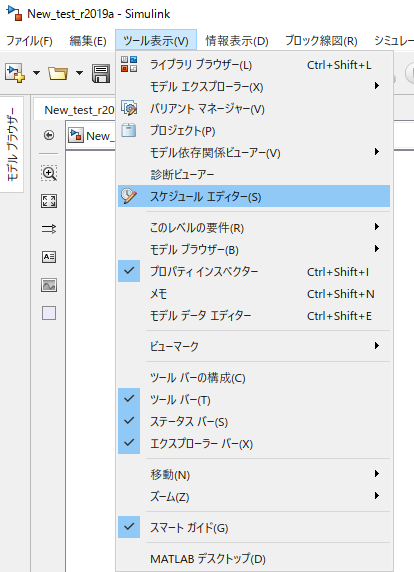 New_test_r2019a - Simulink
ファイル(F) 編集(E) ツール表示(V) 情報表示(D) ブロック線図(R) シミュレー
モデル ブラウザー
New_test_r20
New_
ライブラリ ブラウザー(L) Ctrl+Shift+L
モデル エクスプローラー(X)
バリアント マネージャー(V)
プロジェクト(P)
モデル依存関係ビューアー(V)
診断ビューアー
スケジュール エディター(S)
このレベルの要件(R)
モデル ブラウザー(B)
プロパティ インスペクター Ctrl+Shift+I
メモ Ctrl+Shift+N
モデル データ エディター Ctrl+Shift+E
ビューマーク
ツール バーの構成(C)
ツール バー(T)
ステータス バー(S)
エクスプローラー バー(X)
移動(N)
ズーム(Z)
スマート ガイド(G)
MATLAB デスクトップ(D)